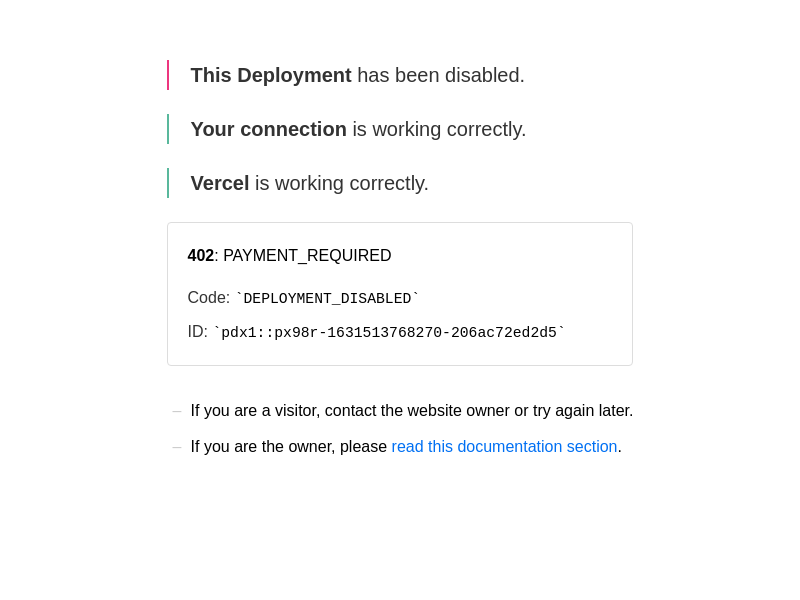 This Deployment has been disabled.
Your connection is working correctly.
Vercel is working correctly.
402: PAYMENT_REQUIRED
Code: `DEPLOYMENT_DISABLED`
ID: `pdx1::px98r-1631513768270-206ac72ed2d5`
– If you are a visitor, contact the website owner or try again later.
– If you are the owner, please read this documentation section.